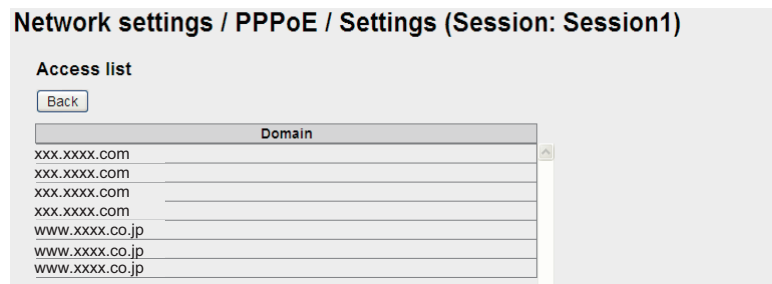 Network settings / PPPoE / Settings (Session: Session1)
Access list
Back
Domain
xxx.xxxx.com
xxx.xxxx.com
xxx.xxxx.com
xxx.xxxx.com
www.xxxx.co.jp
www.xxxx.co.jp
www.xxxx.co.jp